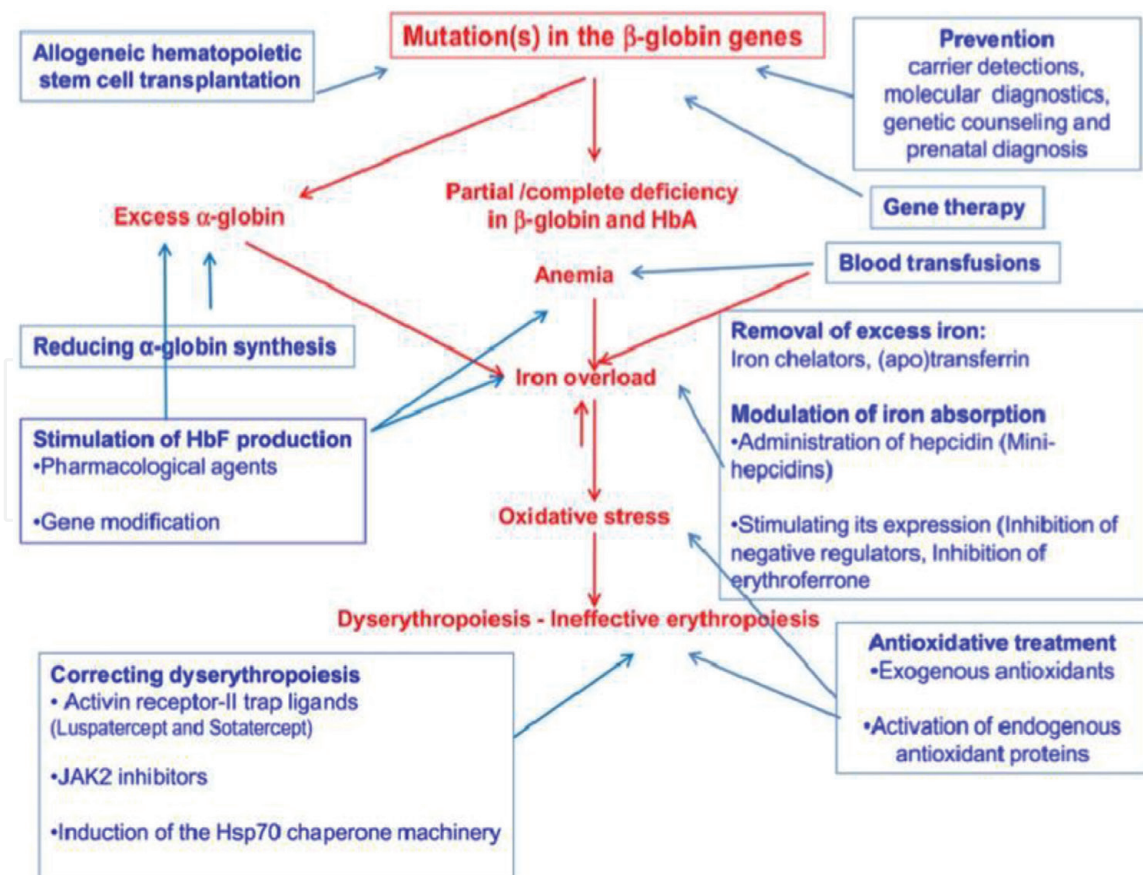 Mutation(s) in the β-globin genes
Allogeneic hematopoietic
stem cell transplantation
Prevention
carrier detections,
molecular diagnostics,
genetic counseling and
prenatal diagnosis
Partial /complete deficiency
in β-globin and HbA
Gene therapy
Excess α-globin
Anemia
Blood transfusions
Reducing α-globin synthesis
Iron overload
Removal of excess iron:
Iron chelators, (apo)transferrin
Modulation of iron absorption
•Administration of hepcidin (Mini-
hepcidins)
•Stimulating its expression (Inhibition of
negative regulators, Inhibition of
erythroferrone
Stimulation of HbF production
•Pharmacological agents
•Gene modification
Oxidative stress
Dyserythropoiesis - Ineffective erythropoiesis
Correcting dyserythropoiesis
• Activin receptor-II trap ligands
(Luspatercept and Sotatercept)
•JAK2 inhibitors
•Induction of the Hsp70 chaperone machinery
Antioxidative treatment
•Exogenous antioxidants
•Activation of endogenous
antioxidant proteins